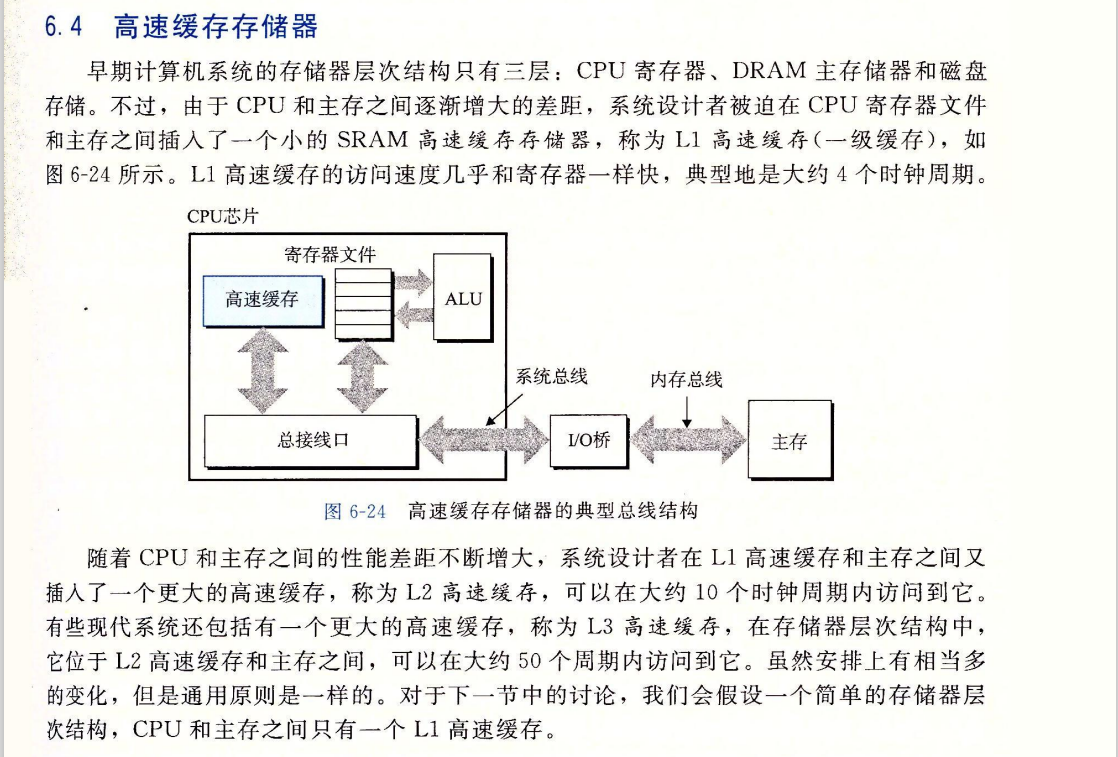 6.4 高速缓存存储器
早期计算机系统的存储器层次结构只有三层：CPU 寄存器、DRAM 主存储器和磁盘
存储。不过，由于 CPU 和主存之间逐渐增大的差距，系统设计者被迫在 CPU 寄存器文件
和主存之间插入了一个小的 SRAM 高速缓存存储器，称为 L1 高速缓存(一级缓存)，如
图 6-24 所示。L1 高速缓存的访问速度几乎和寄存器一样快，典型地是大约 4 个时钟周期。
CPU芯片
寄存器文件
高速缓存
ALU
系统总线
内存总线
总接线口
I/O桥
主存
图 6-24 高速缓存存储器的典型总线结构
随着 CPU 和主存之间的性能差距不断增大，系统设计者在 L1 高速缓存和主存之间又
插入了一个更大的高速缓存，称为 L2 高速缓存，可以在大约 10 个时钟周期内访问到它。
有些现代系统还包括有一个更大的高速缓存，称为 L3 高速缓存，在存储器层次结构中，
它位于 L2 高速缓存和主存之间，可以在大约 50 个周期内访问到它。虽然安排上有相当多
的变化，但是通用原则是一样的。对于下一节中的讨论，我们会假设一个简单的存储器层
次结构，CPU 和主存之间只有一个 L1 高速缓存。